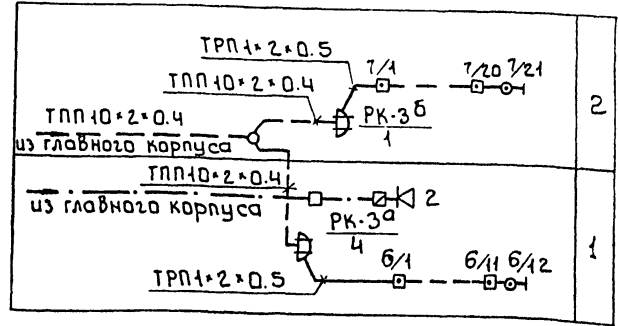 ТРП 1×2×0.5
7/1
7/20 7/21
ТПП 10×2×0.4
РК-3б
1
2
ТПП 10×2×0.4
из главного корпуса
ТПП 10×2×0.4
2
из главного корпуса
РК-3а
4
1
6/1
6/11 6/12
ТРП 1×2×0.5